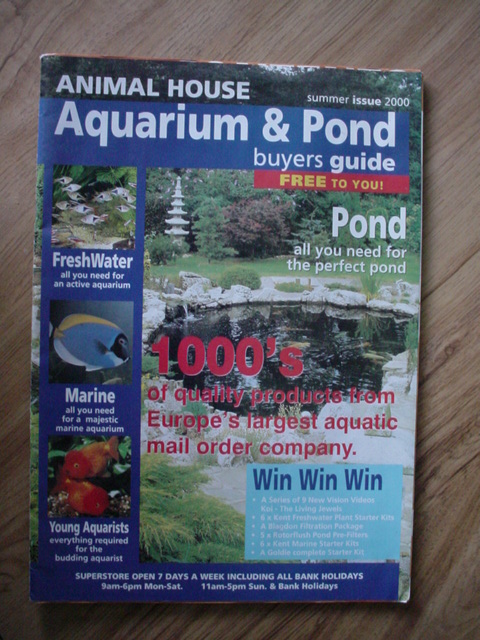 ANIMAL HOUSE
summer issue 2000
Aquarium & Pond
buyers guide
FREE TO YOU!
Pond
all you need for
the perfect pond
FreshWater
all you need for
an active aquarium
1000's
of quality products from
Europe's largest aquatic
mail order company.
Marine
all you need
for a majestic
marine aquarium
Win Win Win
• A Series of 9 New Vision Videos
Koi - The Living Jewels
• 6 x Kent Freshwater Plant Starter Kits
• A Blagdon Filtration Package
• 5 x Rotorflush Pond Pre-Filters
• 6 x Kent Marine Starter Kits
• A Goldie complete Starter Kit
Young Aquarists
everything required
for the
budding aquarist
SUPERSTORE OPEN 7 DAYS A WEEK INCLUDING ALL BANK HOLIDAYS
9am-6pm Mon-Sat. 11am-5pm Sun. & Bank Holidays